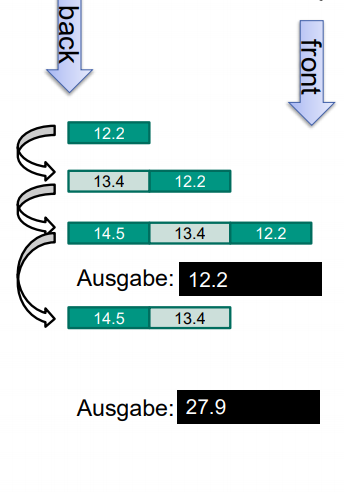 back
front
12.2
13.4 12.2
14.5 13.4 12.2
Ausgabe: 12.2
14.5 13.4
Ausgabe: 27.9